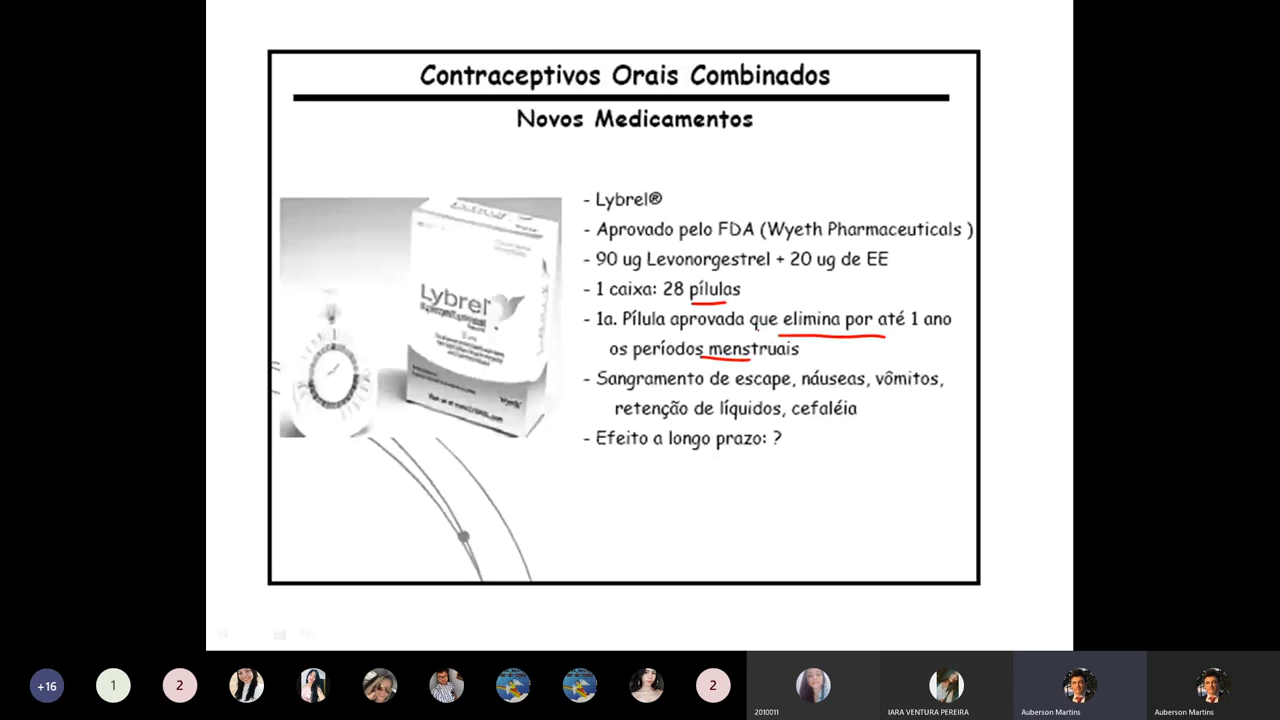 Contraceptivos Orais Combinados
Novos Medicamentos
- Lybrel®
- Aprovado pelo FDA (Wyeth Pharmaceuticals )
- 90 ug Levonorgestrel + 20 ug de EE
- 1 caixa: 28 pílulas
- 1a. Pílula aprovada que elimina por até 1 ano
os períodos menstruais
- Sangramento de escape, náuseas, vômitos,
retenção de líquidos, cefaléia
- Efeito a longo prazo: ?
Lybrel
Wyeth
+16
1
2
2
2010011
IARA VENTURA PEREIRA
Auberson Martins
Auberson Martins